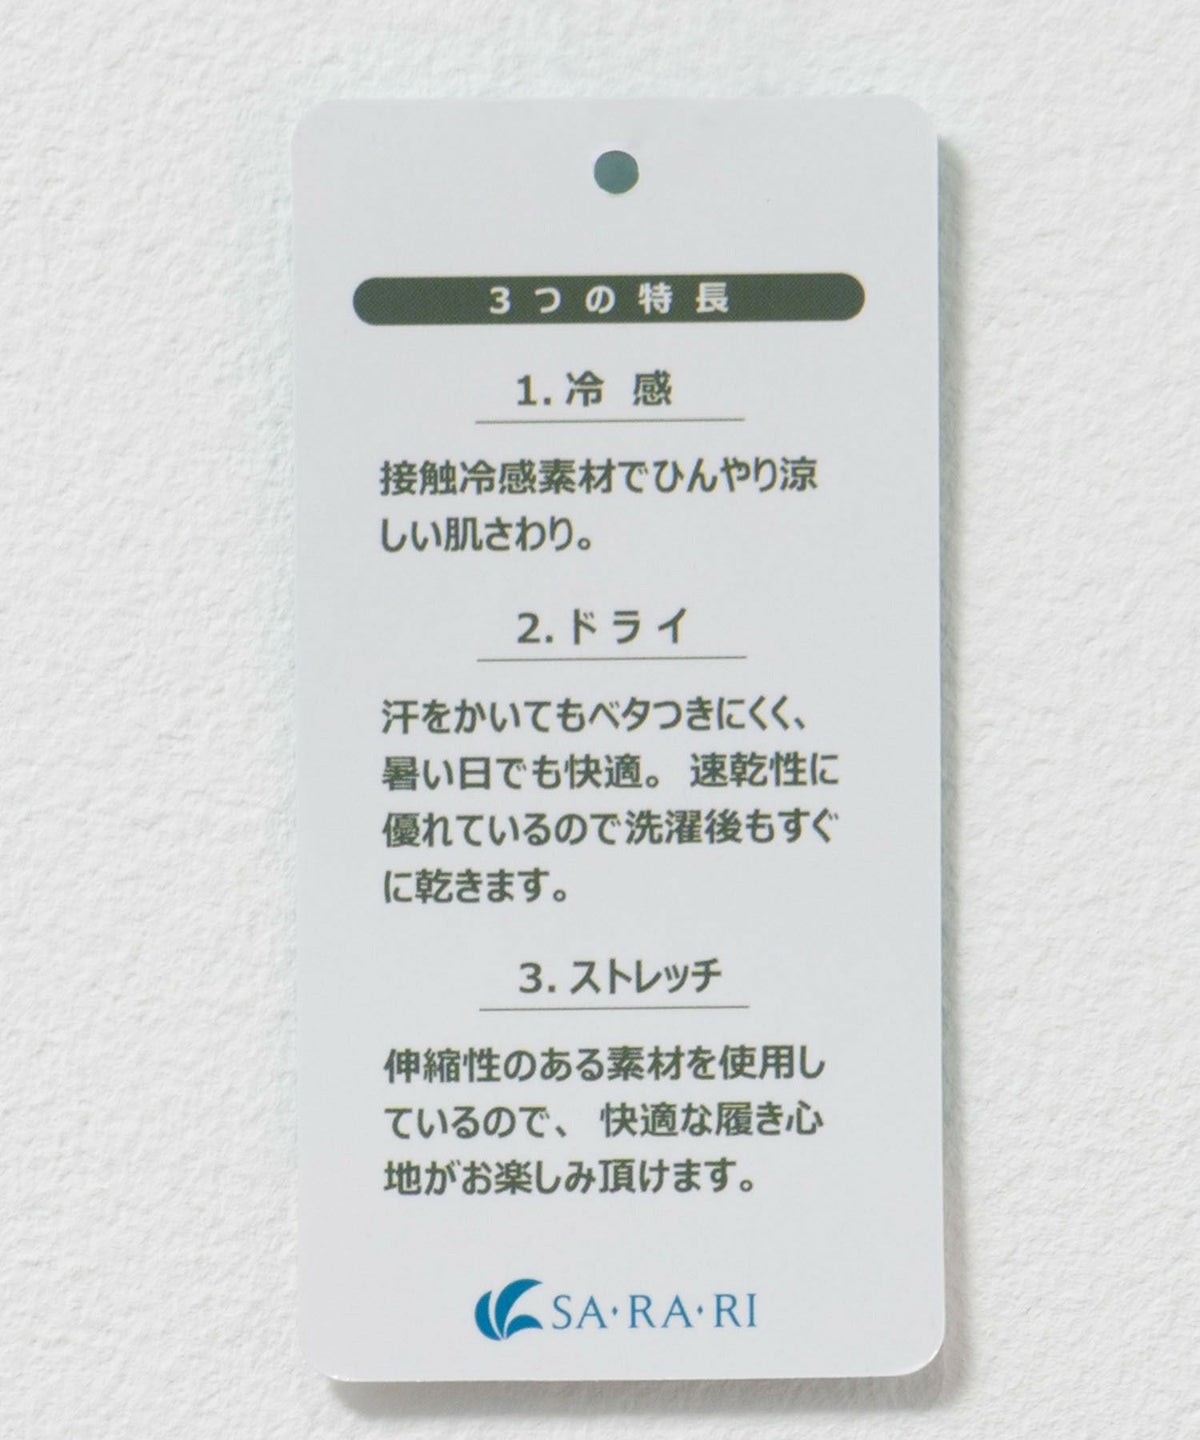 3つの特長
1.冷 感
接触冷感素材でひんやり涼
しい肌さわり。
2.ドライ
汗をかいてもベタつきにくく、
暑い日でも快適。 速乾性に
優れているので洗濯後もすぐ
に乾きます。
3.ストレッチ
伸縮性のある素材を使用し
ているので、 快適な履き心
地がお楽しみ頂けます。
SA・RA・RI